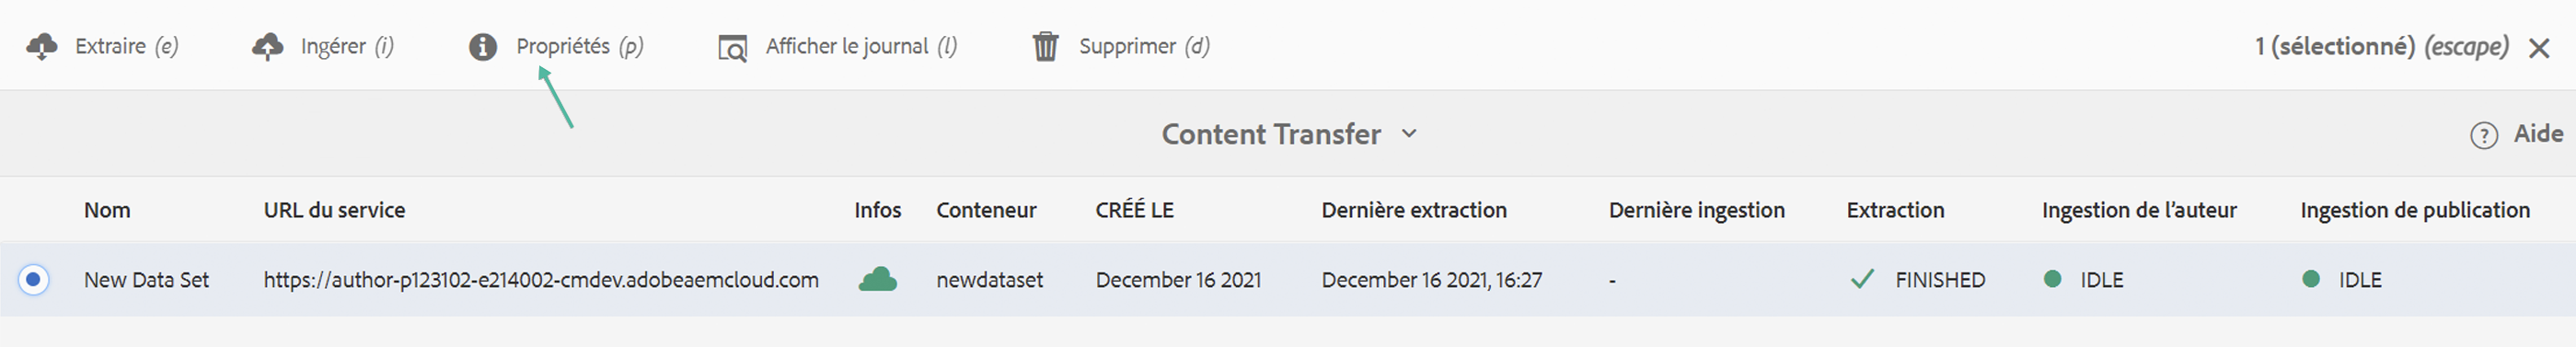 Extraire (e) Ingérer (i) Propriétés (p) Afficher le journal (l) Supprimer (d) 1 (sélectionné) (escape)
Content Transfer Aide
Nom URL du service Infos Conteneur CRÉÉ LE Dernière extraction Dernière ingestion Extraction Ingestion de l’auteur Ingestion de publication
New Data Set https://author-p123102-e214002-cmdev.adobeaemcloud.com newdataset December 16 2021 December 16 2021, 16:27 - FINISHED IDLE IDLE